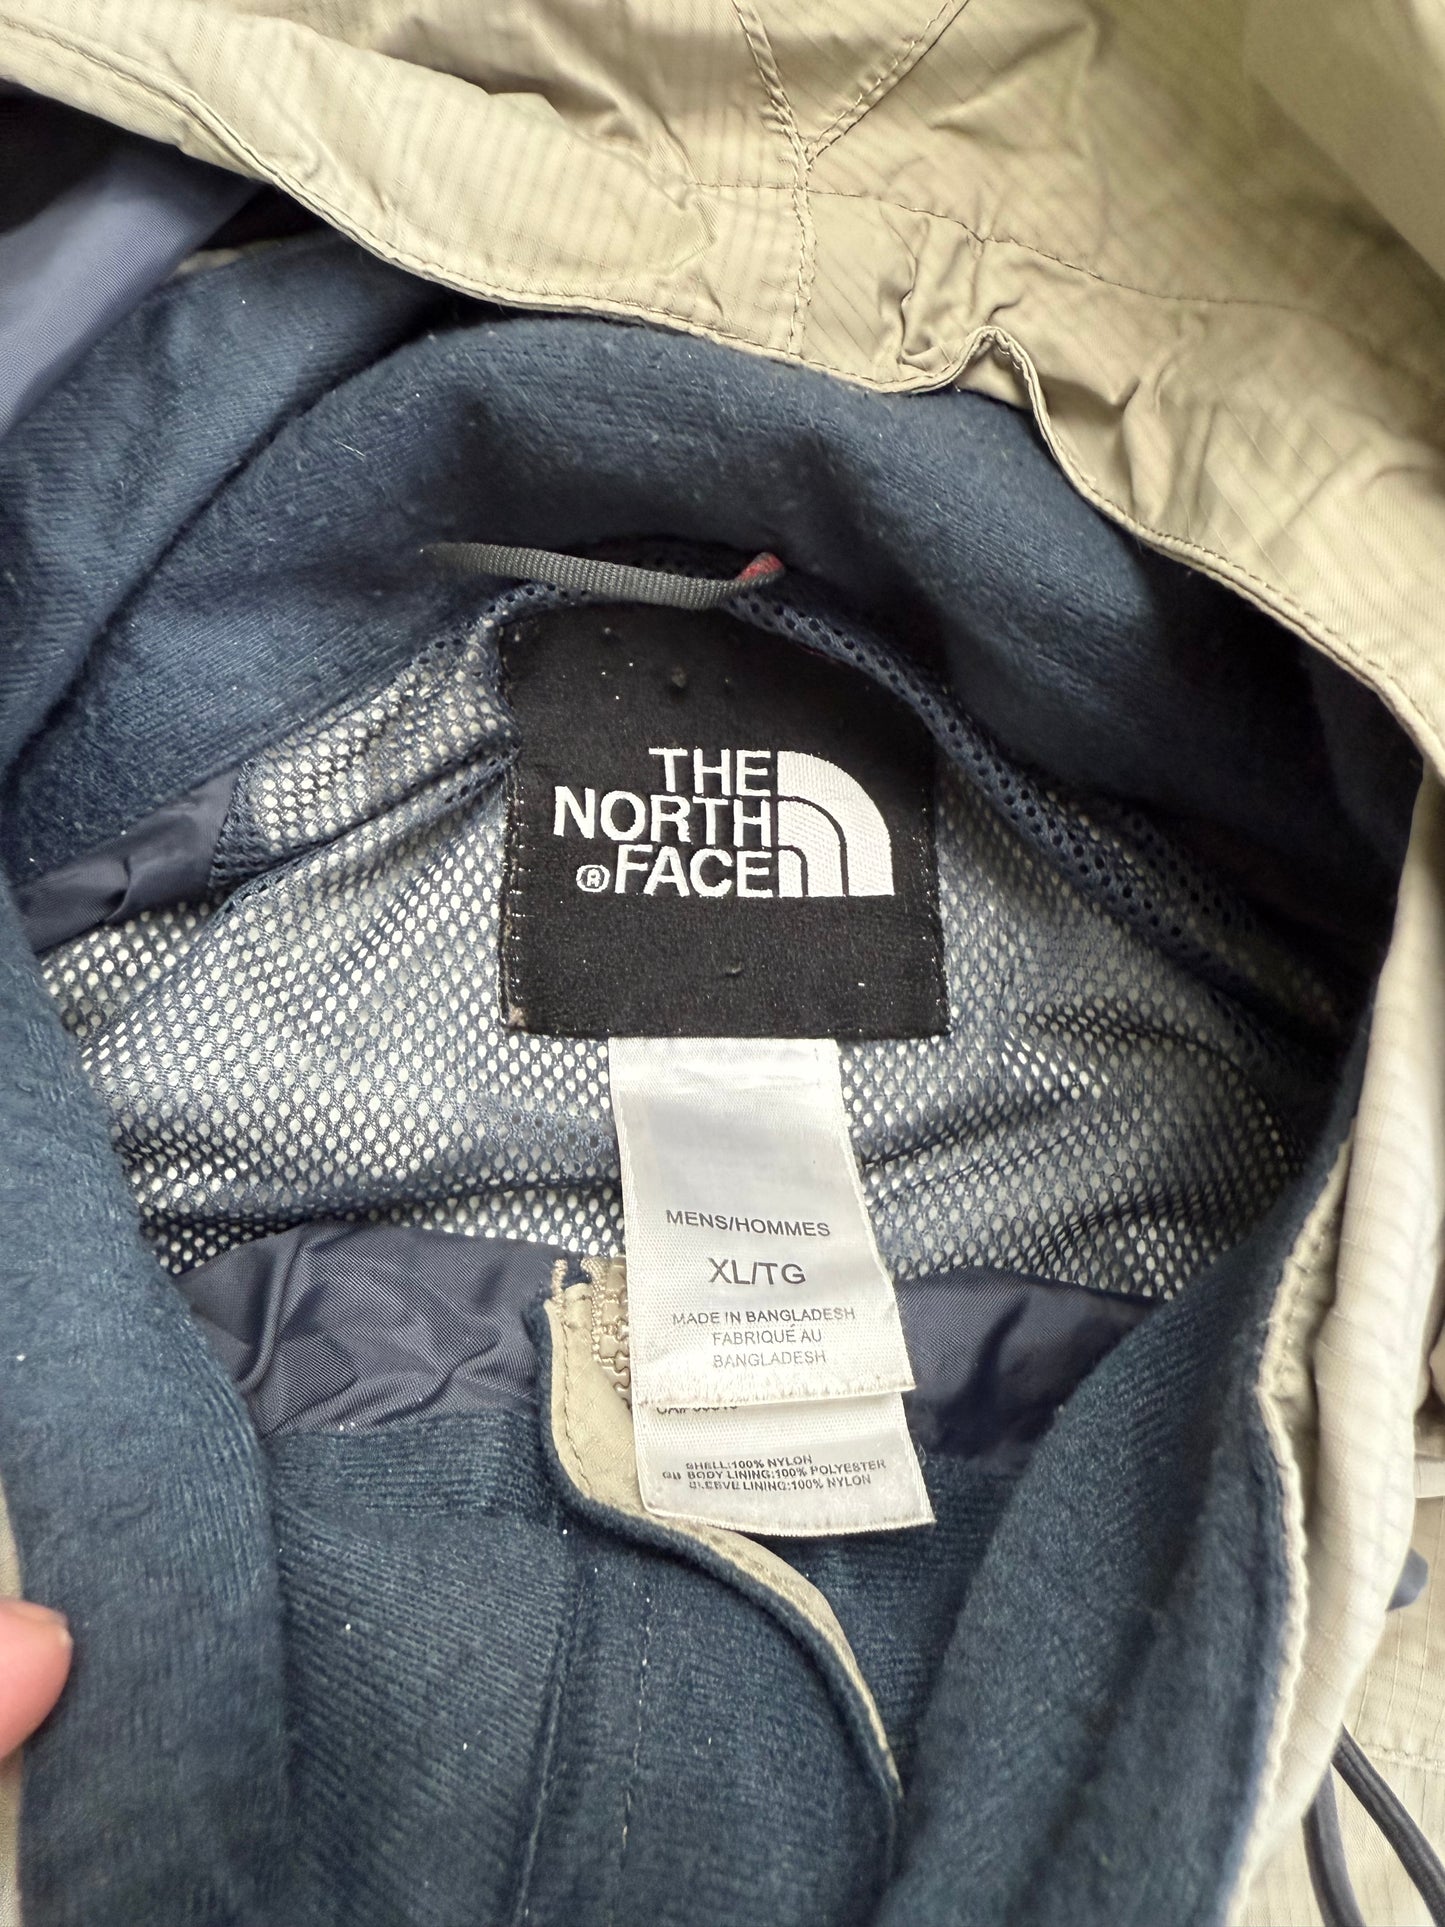 THE
NORTH
® FACE
MENS/HOMMES
XL/TG
MADE IN BANGLADESH
FABRIQUÉ AU
BANGLADESH
SHELL:100% NYLON
BODY LINING:100% POLYESTER
SLEEVE LINING:100% NYLON